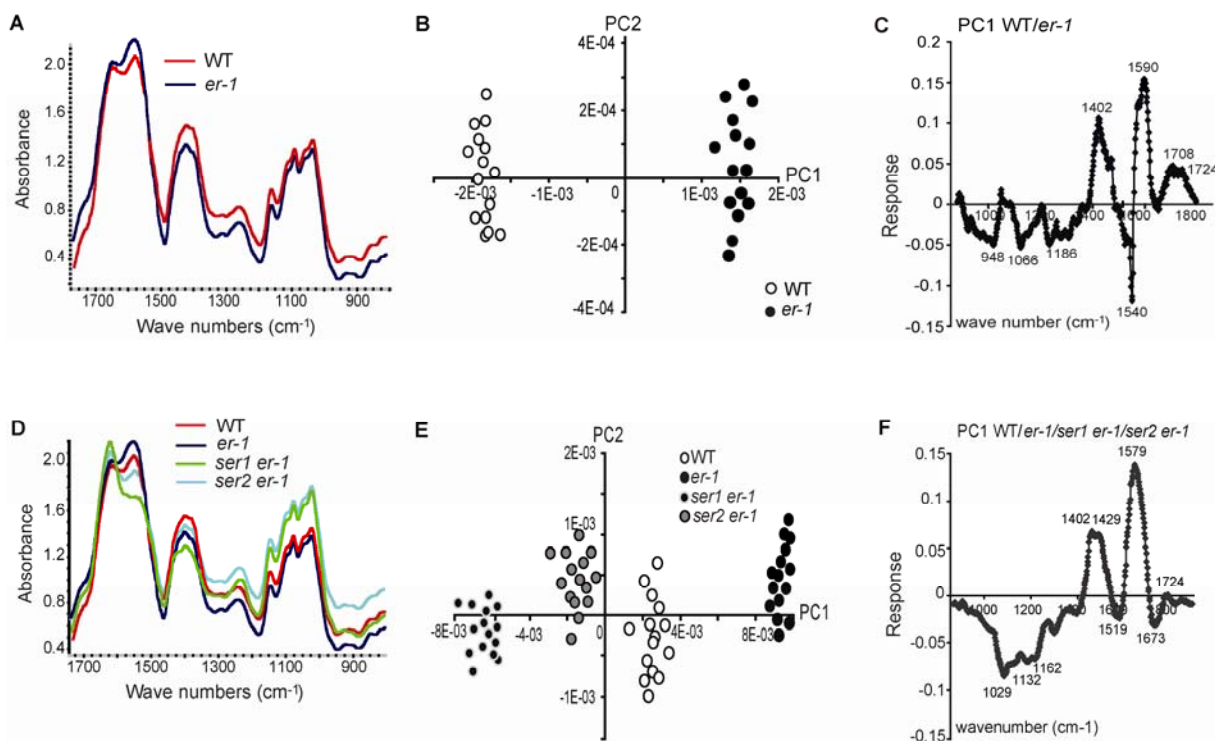 A
Absorbance
2.0
1.6
1.2
0.8
0.4
WT
er-1
1700 1500 1300 1100 900
Wave numbers (cm-1)
B
PC2
4E-04
2E-04
0
-2E-04
-4E-04
-2E-03 -1E-03 0 1E-03 2E-03
PC1
WT
er-1
C
PC1 WT/er-1
Response
0.2
0.15
0.1
0.05
0
-0.05
-0.1
-0.15
1590
1402
1708
1724
1000 1200 1400 1600 1800
948
1066
1186
1540
wave number (cm-1)
D
Absorbance
2.0
1.6
1.2
0.8
0.4
WT
er-1
ser1 er-1
ser2 er-1
1700 1500 1300 1100 900
Wave numbers (cm-1)
E
PC2
2E-03
1E-03
0
-1E-03
-8E-03 -4-03 0 4E-03 8E-03
PC1
WT
er-1
ser1 er-1
ser2 er-1
F
PC1 WT/er-1/ser1 er-1/ser2 er-1
Response
0.15
0.1
0.05
0
-0.05
-0.1
1579
1402 1429
1724
1000 1200
1519
1673
1162
1132
1029
wavenumber (cm-1)